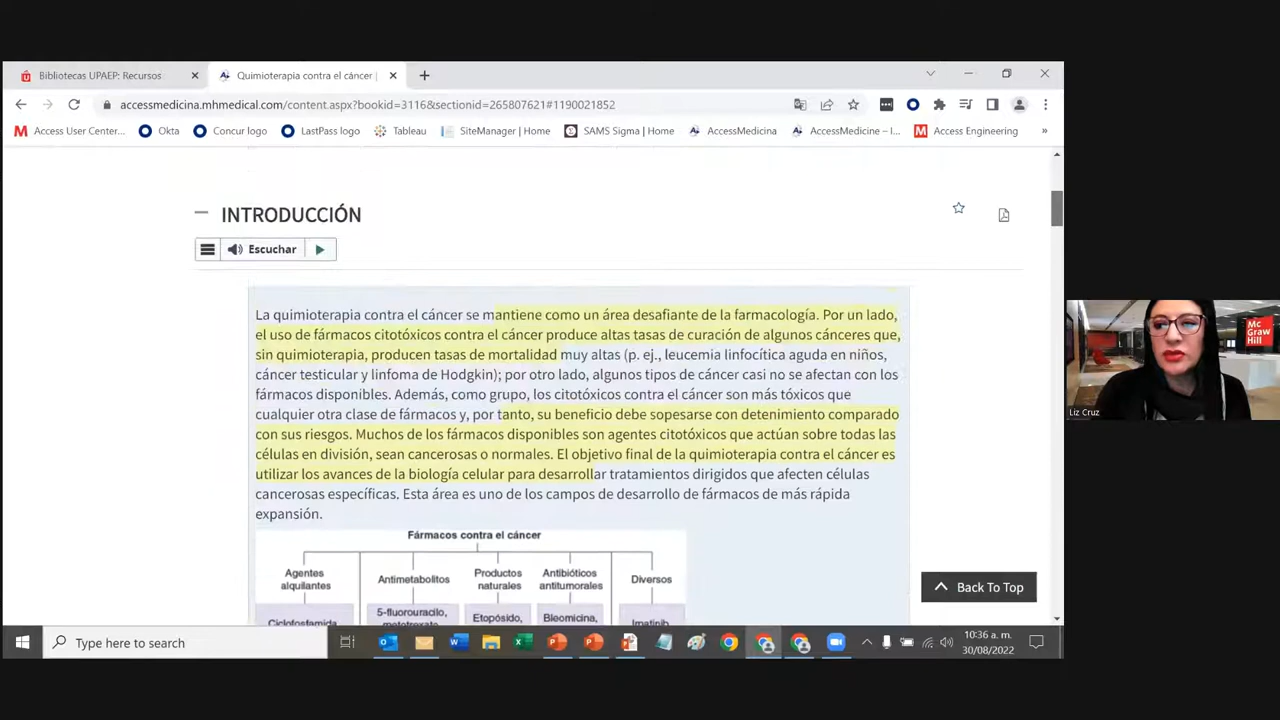 Bibliotecas UPAEP: Recursos
Quimioterapia contra el cáncer |
accessmedicina.mhmedical.com/content.aspx?bookid=3116&sectionid=265807621#1190021852
Access User Center... Okta Concur logo LastPass logo Tableau SiteManager | Home SAMS Sigma | Home AccessMedicina AccessMedicine – I... Access Engineering »
INTRODUCCIÓN
Escuchar
La quimioterapia contra el cáncer se mantiene como un área desafiante de la farmacología. Por un lado,
el uso de fármacos citotóxicos contra el cáncer produce altas tasas de curación de algunos cánceres que,
sin quimioterapia, producen tasas de mortalidad muy altas (p. ej., leucemia linfocítica aguda en niños,
cáncer testicular y linfoma de Hodgkin); por otro lado, algunos tipos de cáncer casi no se afectan con los
fármacos disponibles. Además, como grupo, los citotóxicos contra el cáncer son más tóxicos que
cualquier otra clase de fármacos y, por tanto, su beneficio debe sopesarse con detenimiento comparado
con sus riesgos. Muchos de los fármacos disponibles son agentes citotóxicos que actúan sobre todas las
células en división, sean cancerosas o normales. El objetivo final de la quimioterapia contra el cáncer es
utilizar los avances de la biología celular para desarrollar tratamientos dirigidos que afecten células
cancerosas específicas. Esta área es uno de los campos de desarrollo de fármacos de más rápida
expansión.
Fármacos contra el cáncer
Agentes
alquilantes
Antimetabolitos
Productos
naturales
Antibióticos
antitumorales
Diversos
Ciclofosfamida
5-fluorouracilo,
metotrexato
Etopósido,
Bleomicina,
Imatinib
Back To Top
Mc
Graw
Hill
Liz Cruz
Type here to search
10:36 a. m.
30/08/2022